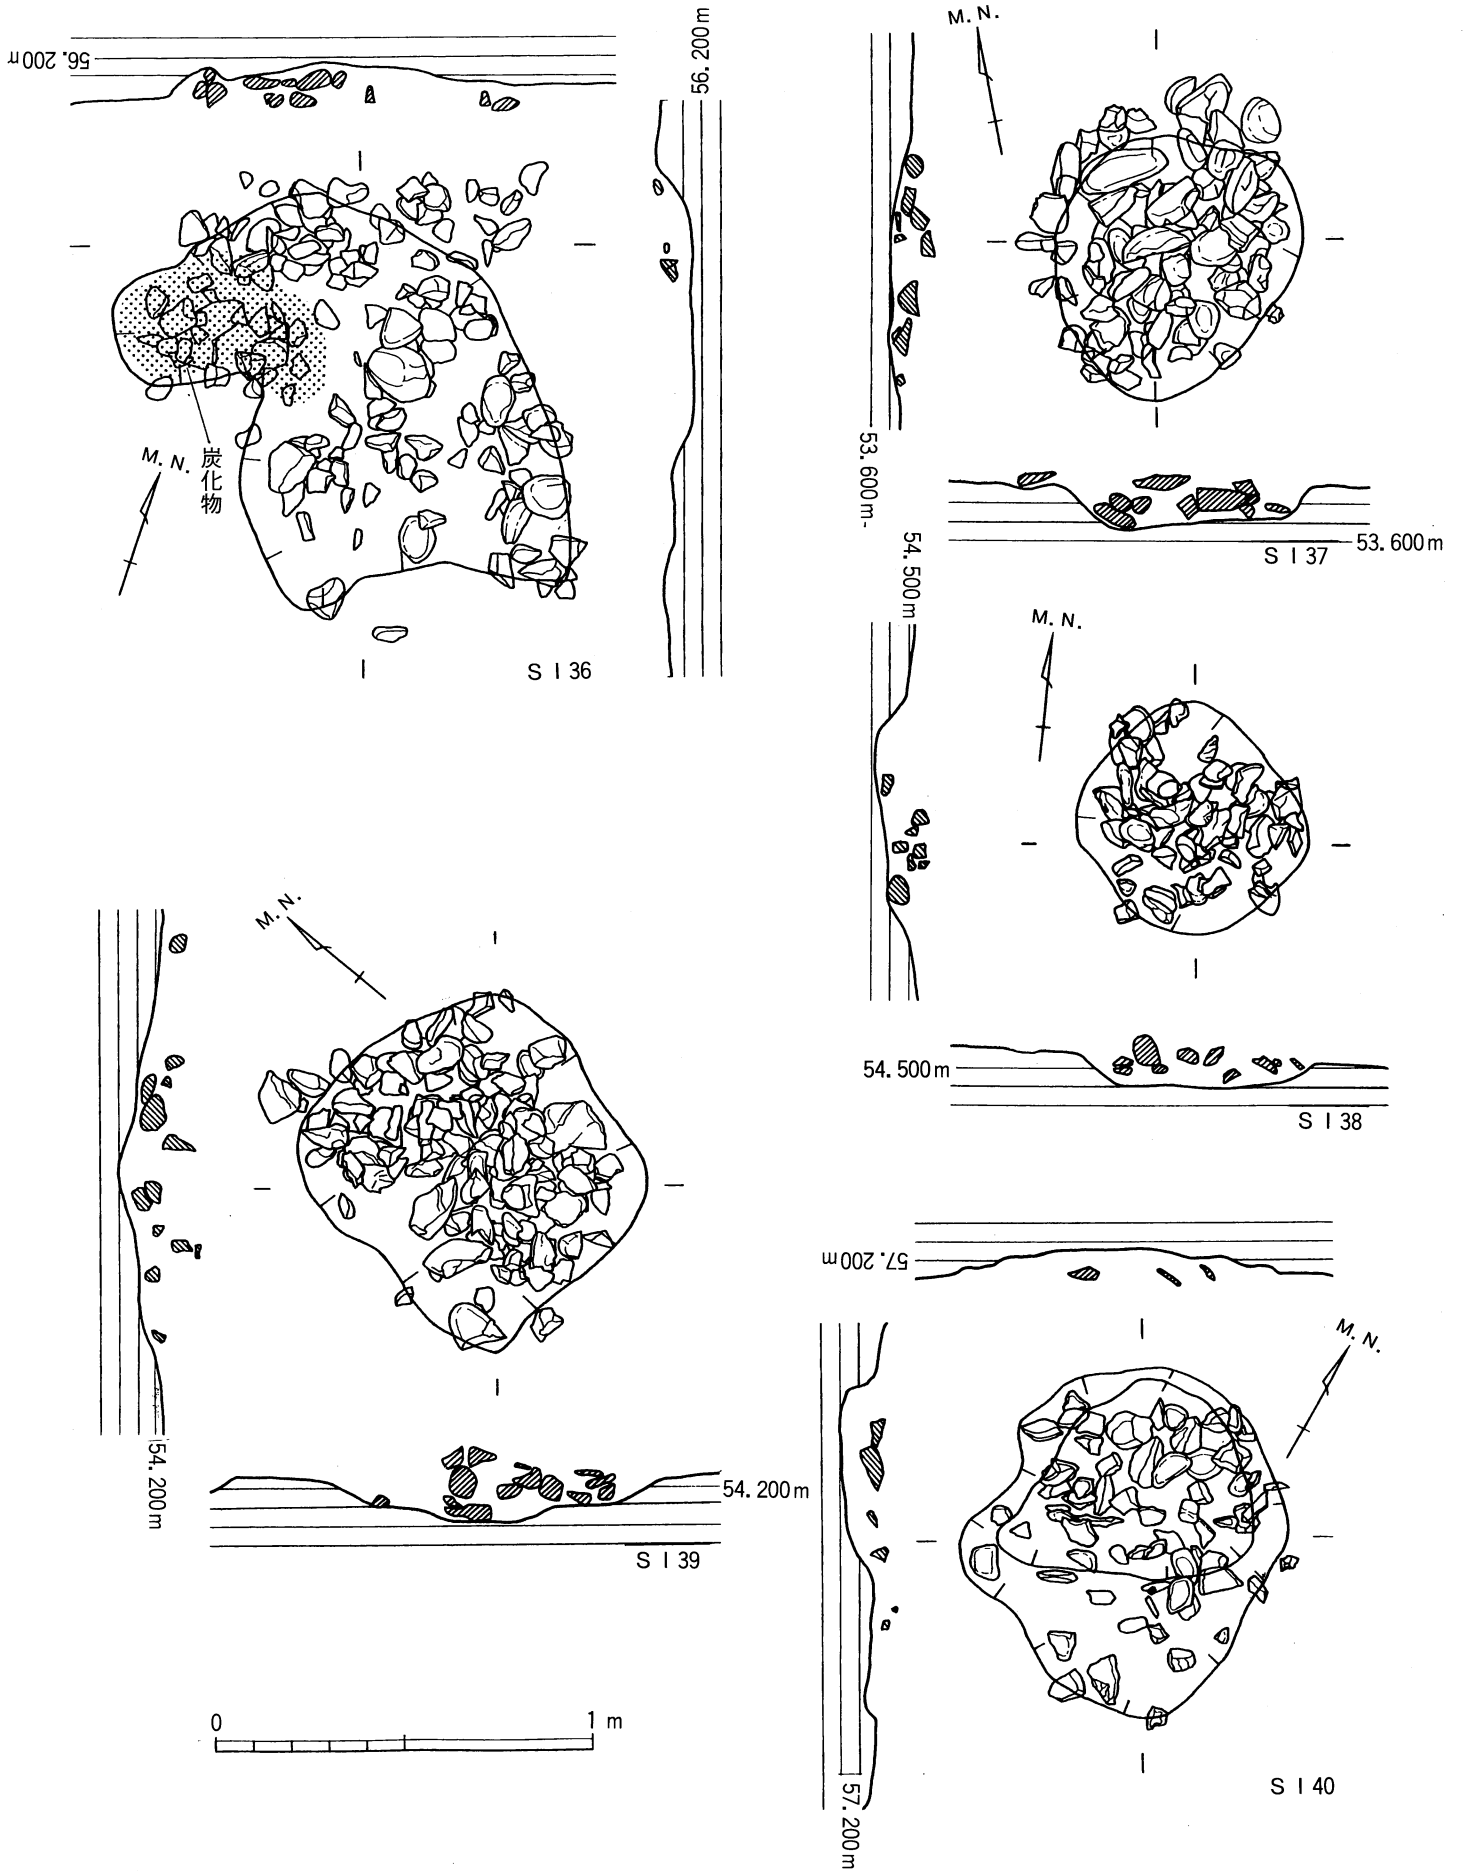 56.200m
56.200m
炭化物
M. N.
S I 36
M. N.
53.600m
53.600m
S I 37
54.500m
M. N.
54.500m
S I 38
M. N.
54.200m
54.200m
S I 39
57.200m
M. N.
57.200m
S I 40
0 1 m